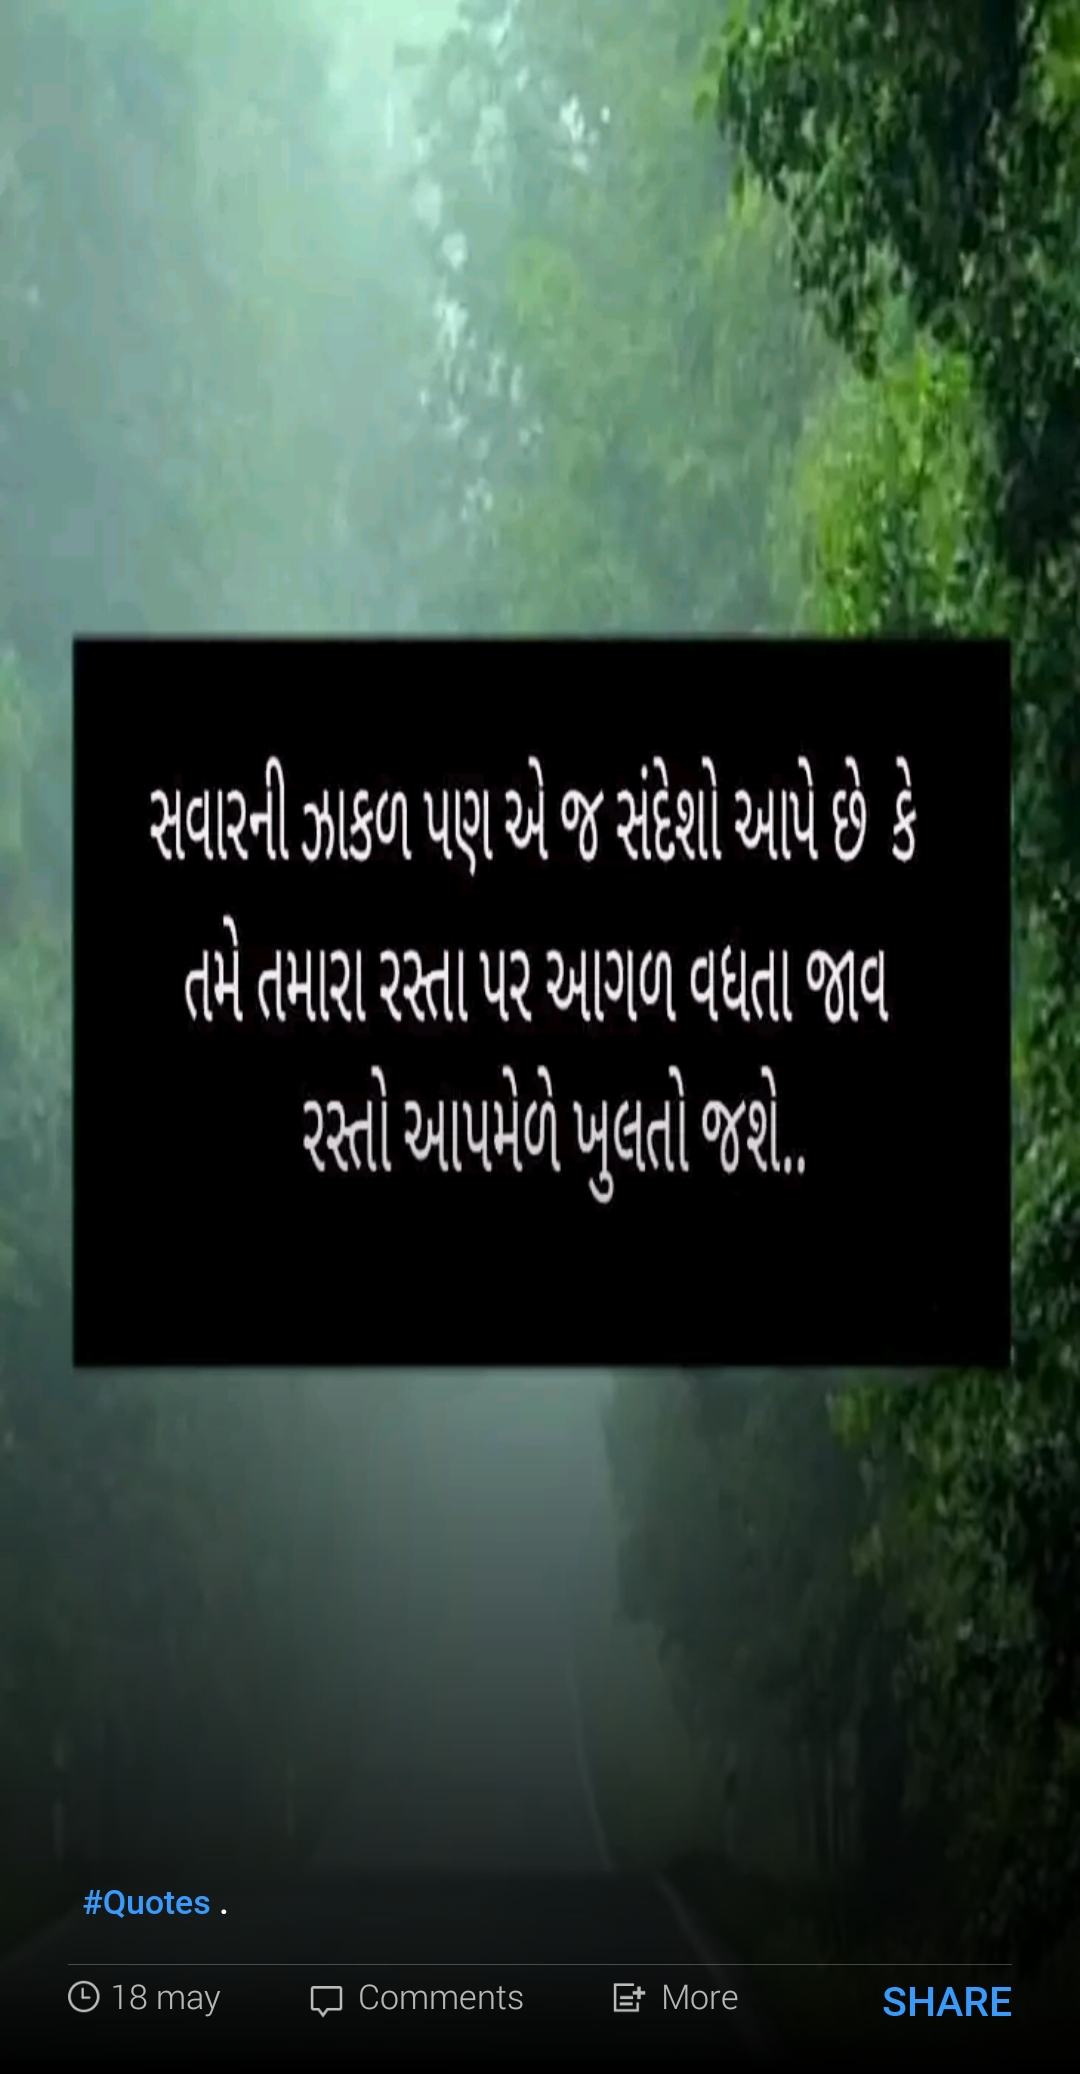 સવારની ઝાકળ પણ એ જ સંદેશો આપે છે કે
તમે તમારા રસ્તા પર આગળ વધતા જાવ
રસ્તો આપમેળે ખુલતો જશે..
#Quotes .
18 may
Comments
More
SHARE